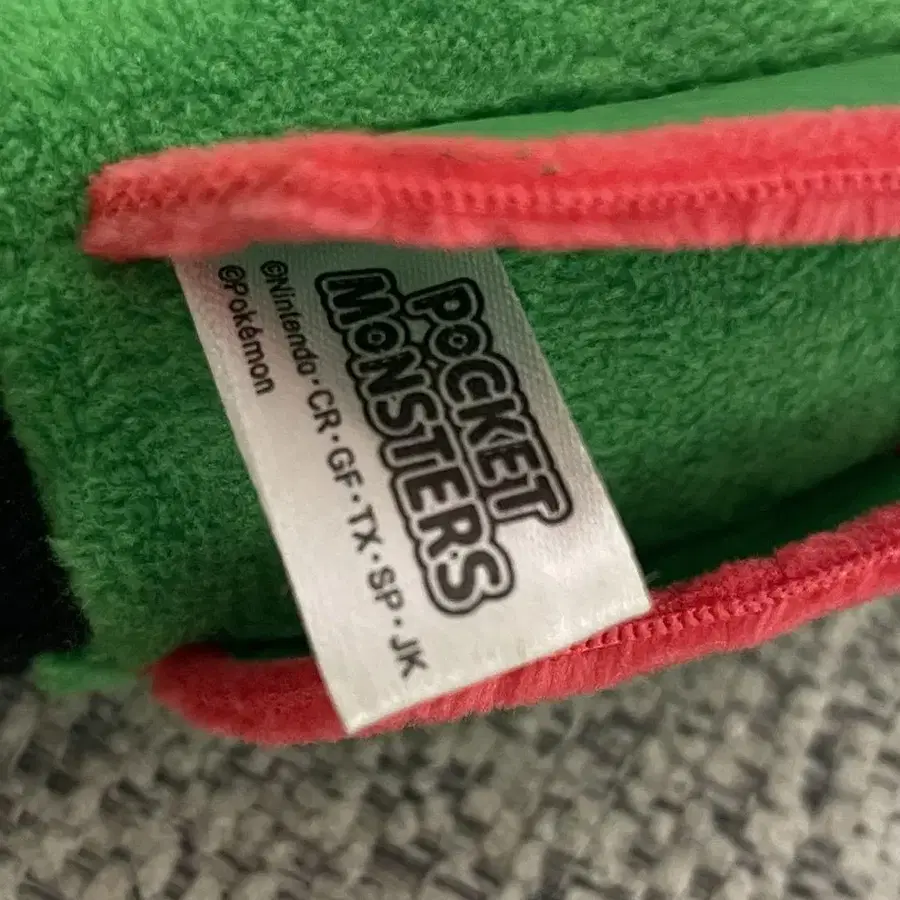 POCKET
MONSTERS
©Nintendo・CR・GF・TX・SP・JK
©Pokémon